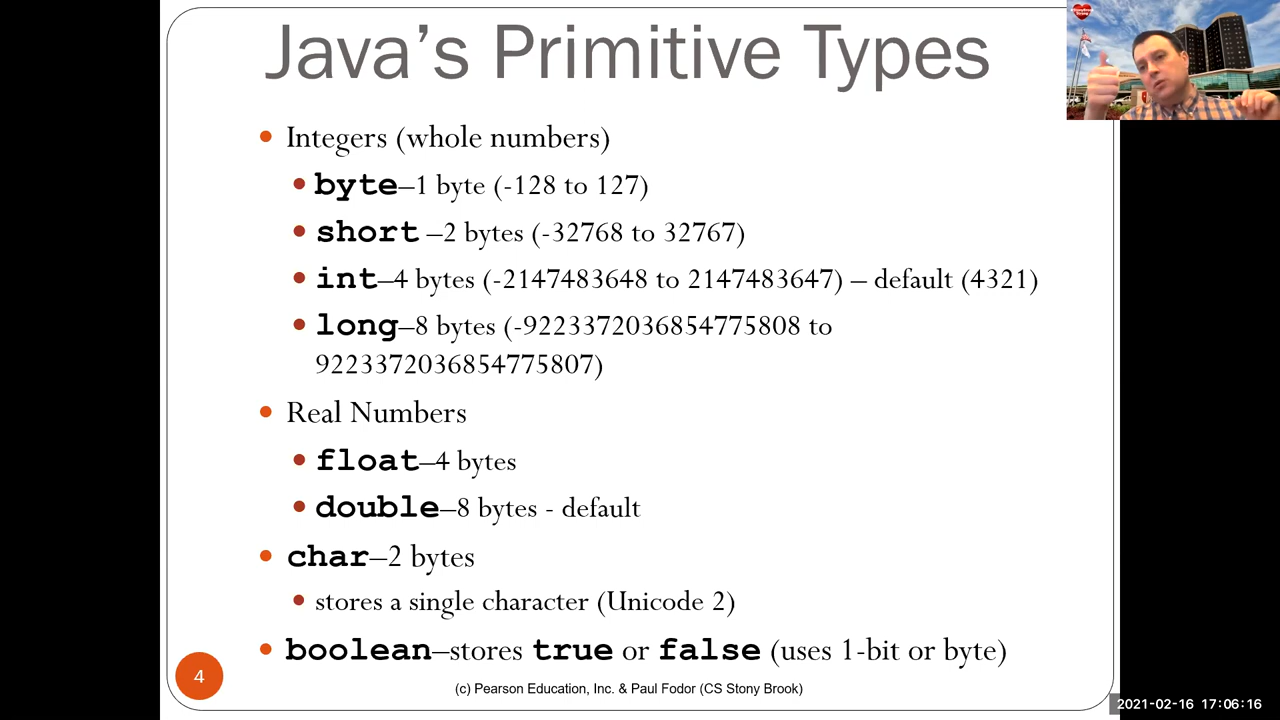 Java's Primitive Types
• Integers (whole numbers)
• byte–1 byte (-128 to 127)
• short –2 bytes (-32768 to 32767)
• int–4 bytes (-2147483648 to 2147483647) – default (4321)
• long–8 bytes (-9223372036854775808 to
9223372036854775807)
• Real Numbers
• float–4 bytes
• double–8 bytes - default
• char–2 bytes
• stores a single character (Unicode 2)
• boolean–stores true or false (uses 1-bit or byte)
4
(c) Pearson Education, Inc. & Paul Fodor (CS Stony Brook)
2021-02-16 17:06:16